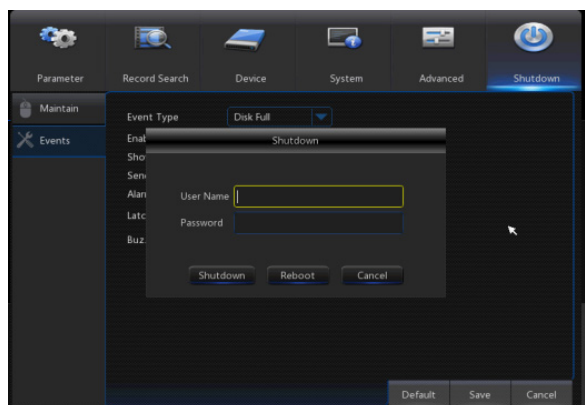 Parameter Record Search Device System Advanced Shutdown
Maintain
Events
Event Type Disk Full
Shutdown
User Name
Password
Shutdown Reboot Cancel
Default Save Cancel